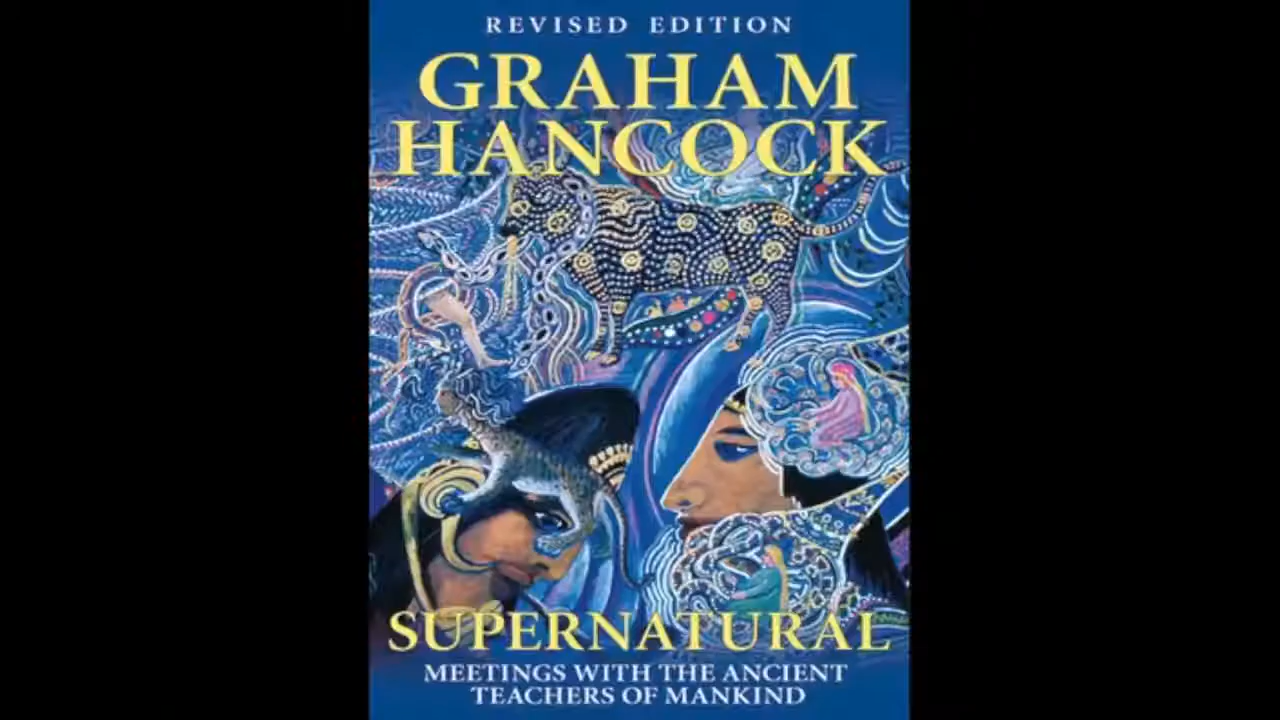 REVISED EDITION
GRAHAM
HANCOCK
SUPERNATURAL
MEETINGS WITH THE ANCIENT
TEACHERS OF MANKIND